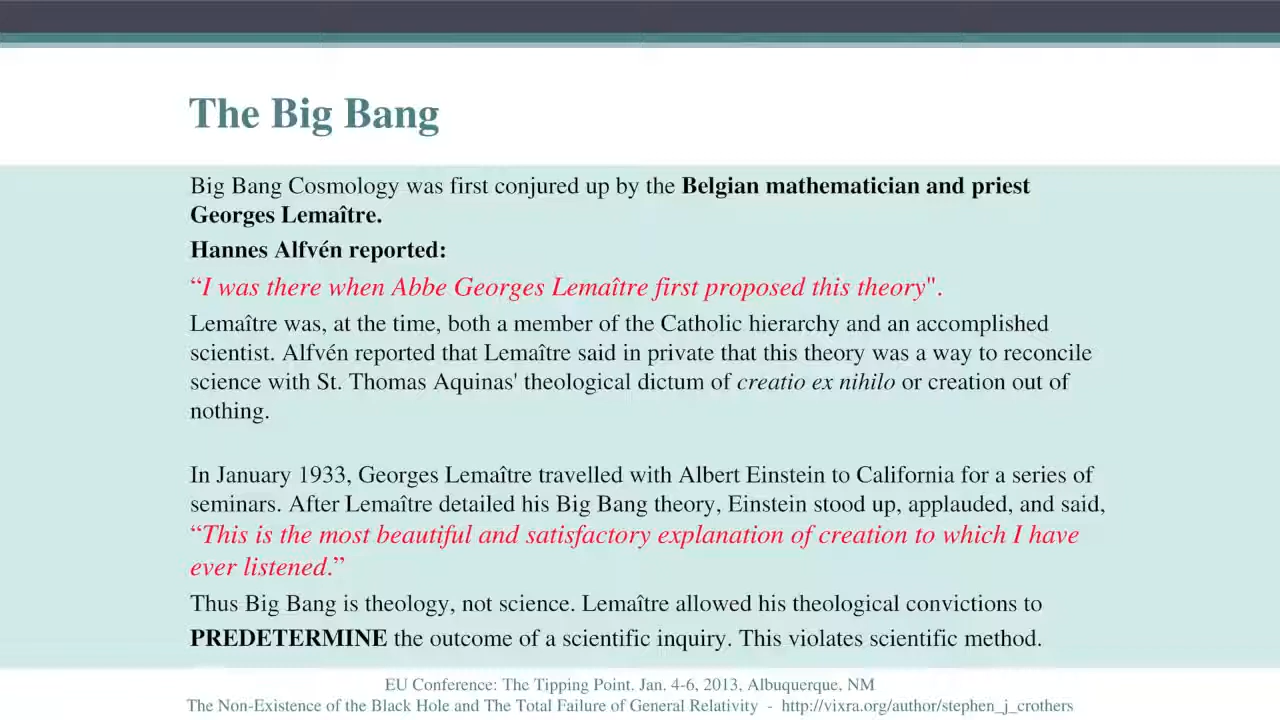 The Big Bang
Big Bang Cosmology was first conjured up by the Belgian mathematician and priest
Georges Lemaître.
Hannes Alfvén reported:
“I was there when Abbe Georges Lemaître first proposed this theory".
Lemaître was, at the time, both a member of the Catholic hierarchy and an accomplished
scientist. Alfvén reported that Lemaître said in private that this theory was a way to reconcile
science with St. Thomas Aquinas' theological dictum of creatio ex nihilo or creation out of
nothing.
In January 1933, Georges Lemaître travelled with Albert Einstein to California for a series of
seminars. After Lemaître detailed his Big Bang theory, Einstein stood up, applauded, and said,
“This is the most beautiful and satisfactory explanation of creation to which I have
ever listened.”
Thus Big Bang is theology, not science. Lemaître allowed his theological convictions to
PREDETERMINE the outcome of a scientific inquiry. This violates scientific method.
EU Conference: The Tipping Point. Jan. 4-6, 2013, Albuquerque, NM
The Non-Existence of the Black Hole and The Total Failure of General Relativity - http://vixra.org/author/stephen_j_crothers